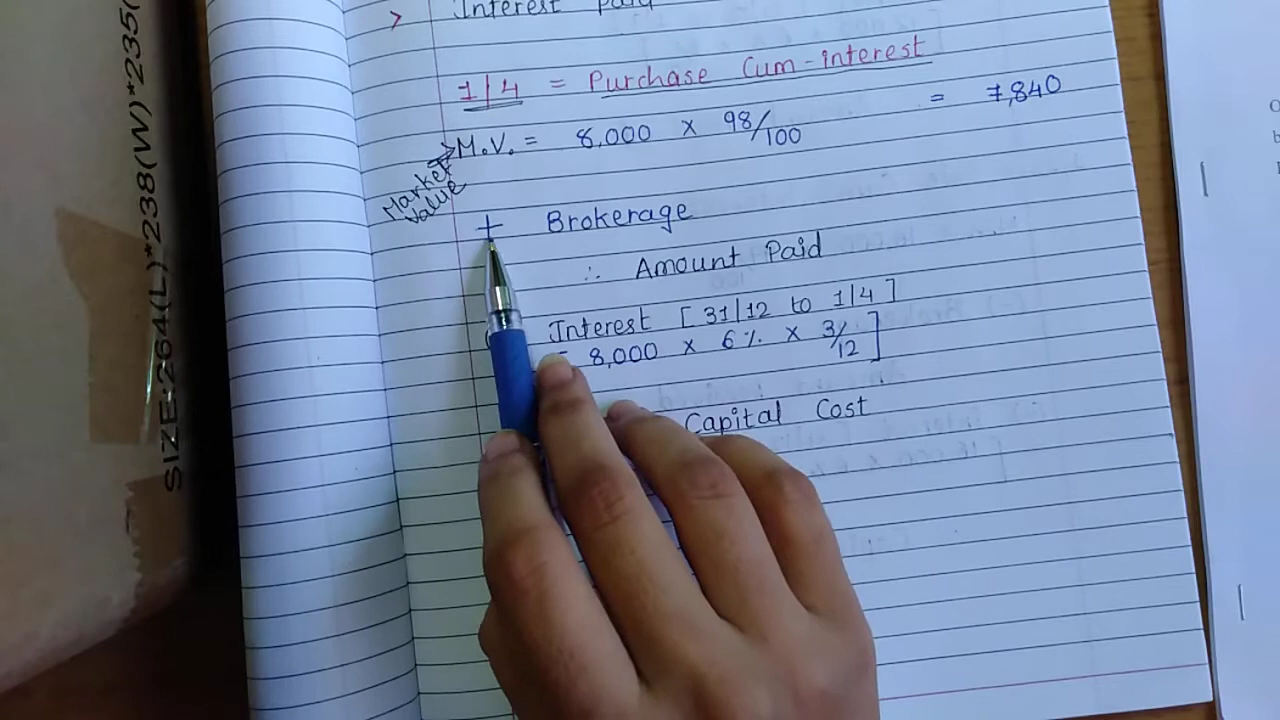 > Interest paid
1/4 = Purchase Cum-interest
M.V. = 8,000 x 98/100 = 7,840
Market Value
+ Brokerage
∴ Amount Paid
Interest [31/12 to 1/4]
8,000 x 6% x 3/12]
Capital Cost
SIZE:264(L)*238(W)*235(